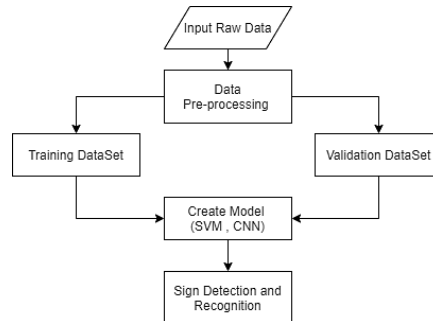 Input Raw Data
Data
Pre-processing
Training DataSet
Validation DataSet
Create Model
(SVM , CNN)
Sign Detection and
Recognition